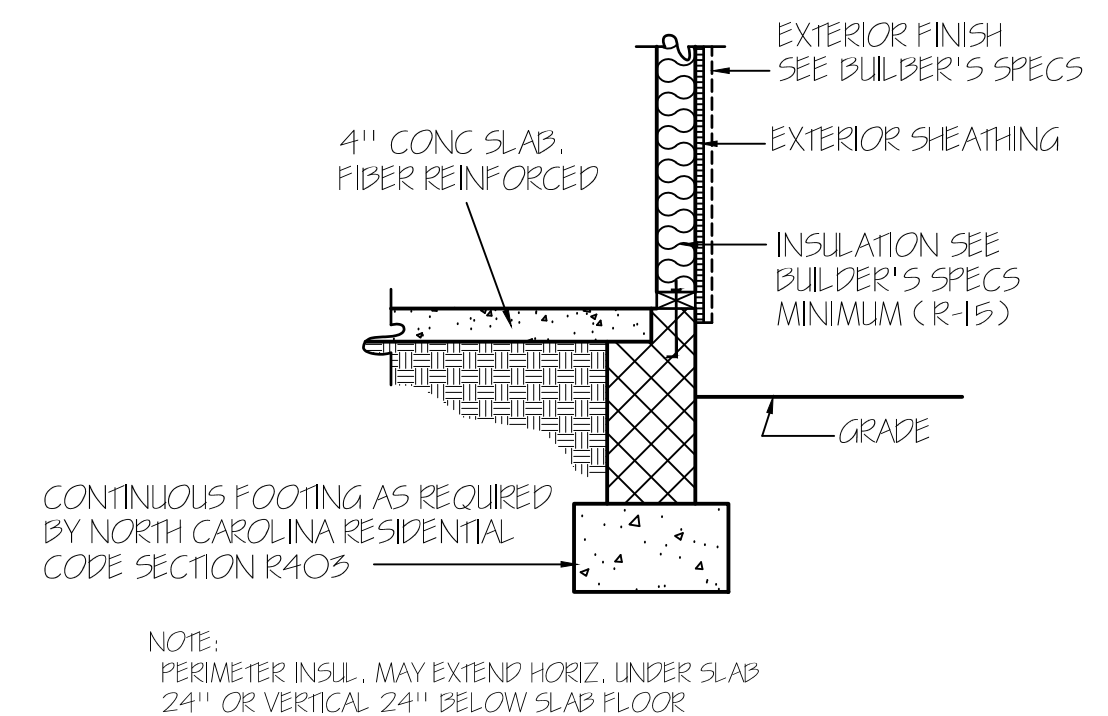 EXTERIOR FINISH
SEE BUILBER'S SPECS
4" CONC SLAB,
FIBER REINFORCED
EXTERIOR SHEATHING
INSULATION SEE
BUILDER'S SPECS
MINIMUM (R-15)
GRADE
CONTINUOUS FOOTING AS REQUIRED
BY NORTH CAROLINA RESIDENTIAL
CODE SECTION R403
NOTE:
PERIMETER INSUL. MAY EXTEND HORIZ. UNDER SLAB
24" OR VERTICAL 24" BELOW SLAB FLOOR